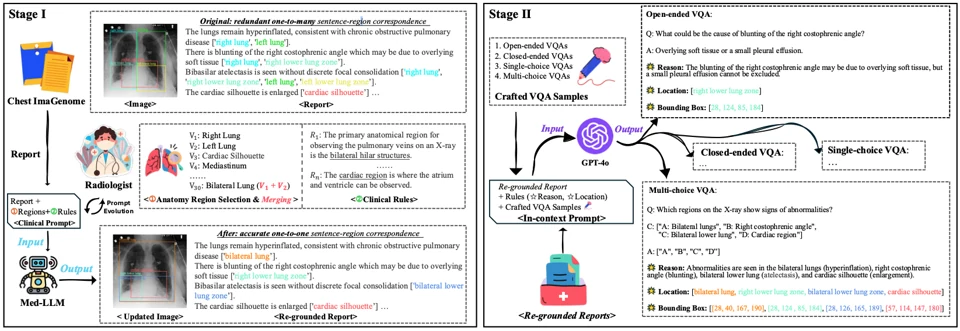 Stage I
Original: redundant one-to-many sentence-region correspondence
The lungs remain hyperinflated, consistent with chronic obstructive pulmonary
disease ['right lung', 'left lung'].
There is blunting of the right costophrenic angle which may be due to overlying
soft tissue ['right lung', 'right lower lung zone'].
Bibasilar atelectasis is seen without discrete focal consolidation ['right lung',
'right lower lung zone', 'left lung', 'left lower lung zone'].
The cardiac silhouette is enlarged ['cardiac silhouette'] ...
<Image>
<Report>
Chest ImaGenome
Report
Radiologist
V1: Right Lung
V2: Left Lung
V3: Cardiac Silhouette
V4: Mediastinum
......
V30: Bilateral Lung (V1 + V2)
<①Anatomy Region Selection & Merging >
R1: The primary anatomical region for
observing the pulmonary veins on an X-ray
is the bilateral hilar structures.
......
Rn: The cardiac region is where the atrium
and ventricle can be observed.
<②Clinical Rules>
Report +
①Regions+②Rules
<Clinical Prompt>
Prompt
Evolution
Input
Output
Med-LLM
After: accurate one-to-one sentence-region correspondence
The lungs remain hyperinflated, consistent with chronic obstructive pulmonary
disease ['bilateral lung'].
There is blunting of the right costophrenic angle which may be due to overlying
soft tissue ['right lower lung zone'].
Bibasilar atelectasis is seen without discrete focal consolidation ['bilateral lower
lung zone'].
The cardiac silhouette is enlarged ['cardiac silhouette'] ...
<Updated Image>
<Re-grounded Report>
Stage II
1. Open-ended VQAs
2. Closed-ended VQAs
3. Single-choice VQAs
4. Multi-choice VQAs
Crafted VQA Samples
Input
Output
GPT-4o
Re-grounded Report
+ Rules (☆Reason, ☆Location)
+ Crafted VQA Samples
<In-context Prompt>
<Re-grounded Reports>
Open-ended VQA:
Q: What could be the cause of blunting of the right costophrenic angle?
A: Overlying soft tissue or a small pleural effusion.
Reason: The blunting of the right costophrenic angle may be due to overlying soft tissue, but
a small pleural effusion cannot be excluded.
Location: [right lower lung zone]
Bounding Box: [28, 124, 85, 184]
Closed-ended VQA:
...
Single-choice VQA:
...
Multi-choice VQA:
Q: Which regions on the X-ray show signs of abnormalities?
C: ["A: Bilateral lungs", "B: Right costophrenic angle",
"C: Bilateral lower lung", "D: Cardiac region"]
A: ["A", "B", "C", "D"]
Reason: Abnormalities are seen in the bilateral lungs (hyperinflation), right costophrenic
angle (blunting), bilateral lower lung (atelectasis), and cardiac silhouette (enlargement).
Location: [bilateral lung, right lower lung zone, bilateral lower lung zone, cardiac silhouette]
Bounding Box: [[28, 40, 167, 190], [28, 124, 85, 184], [28, 126, 165, 189], [57, 114, 147, 180]]